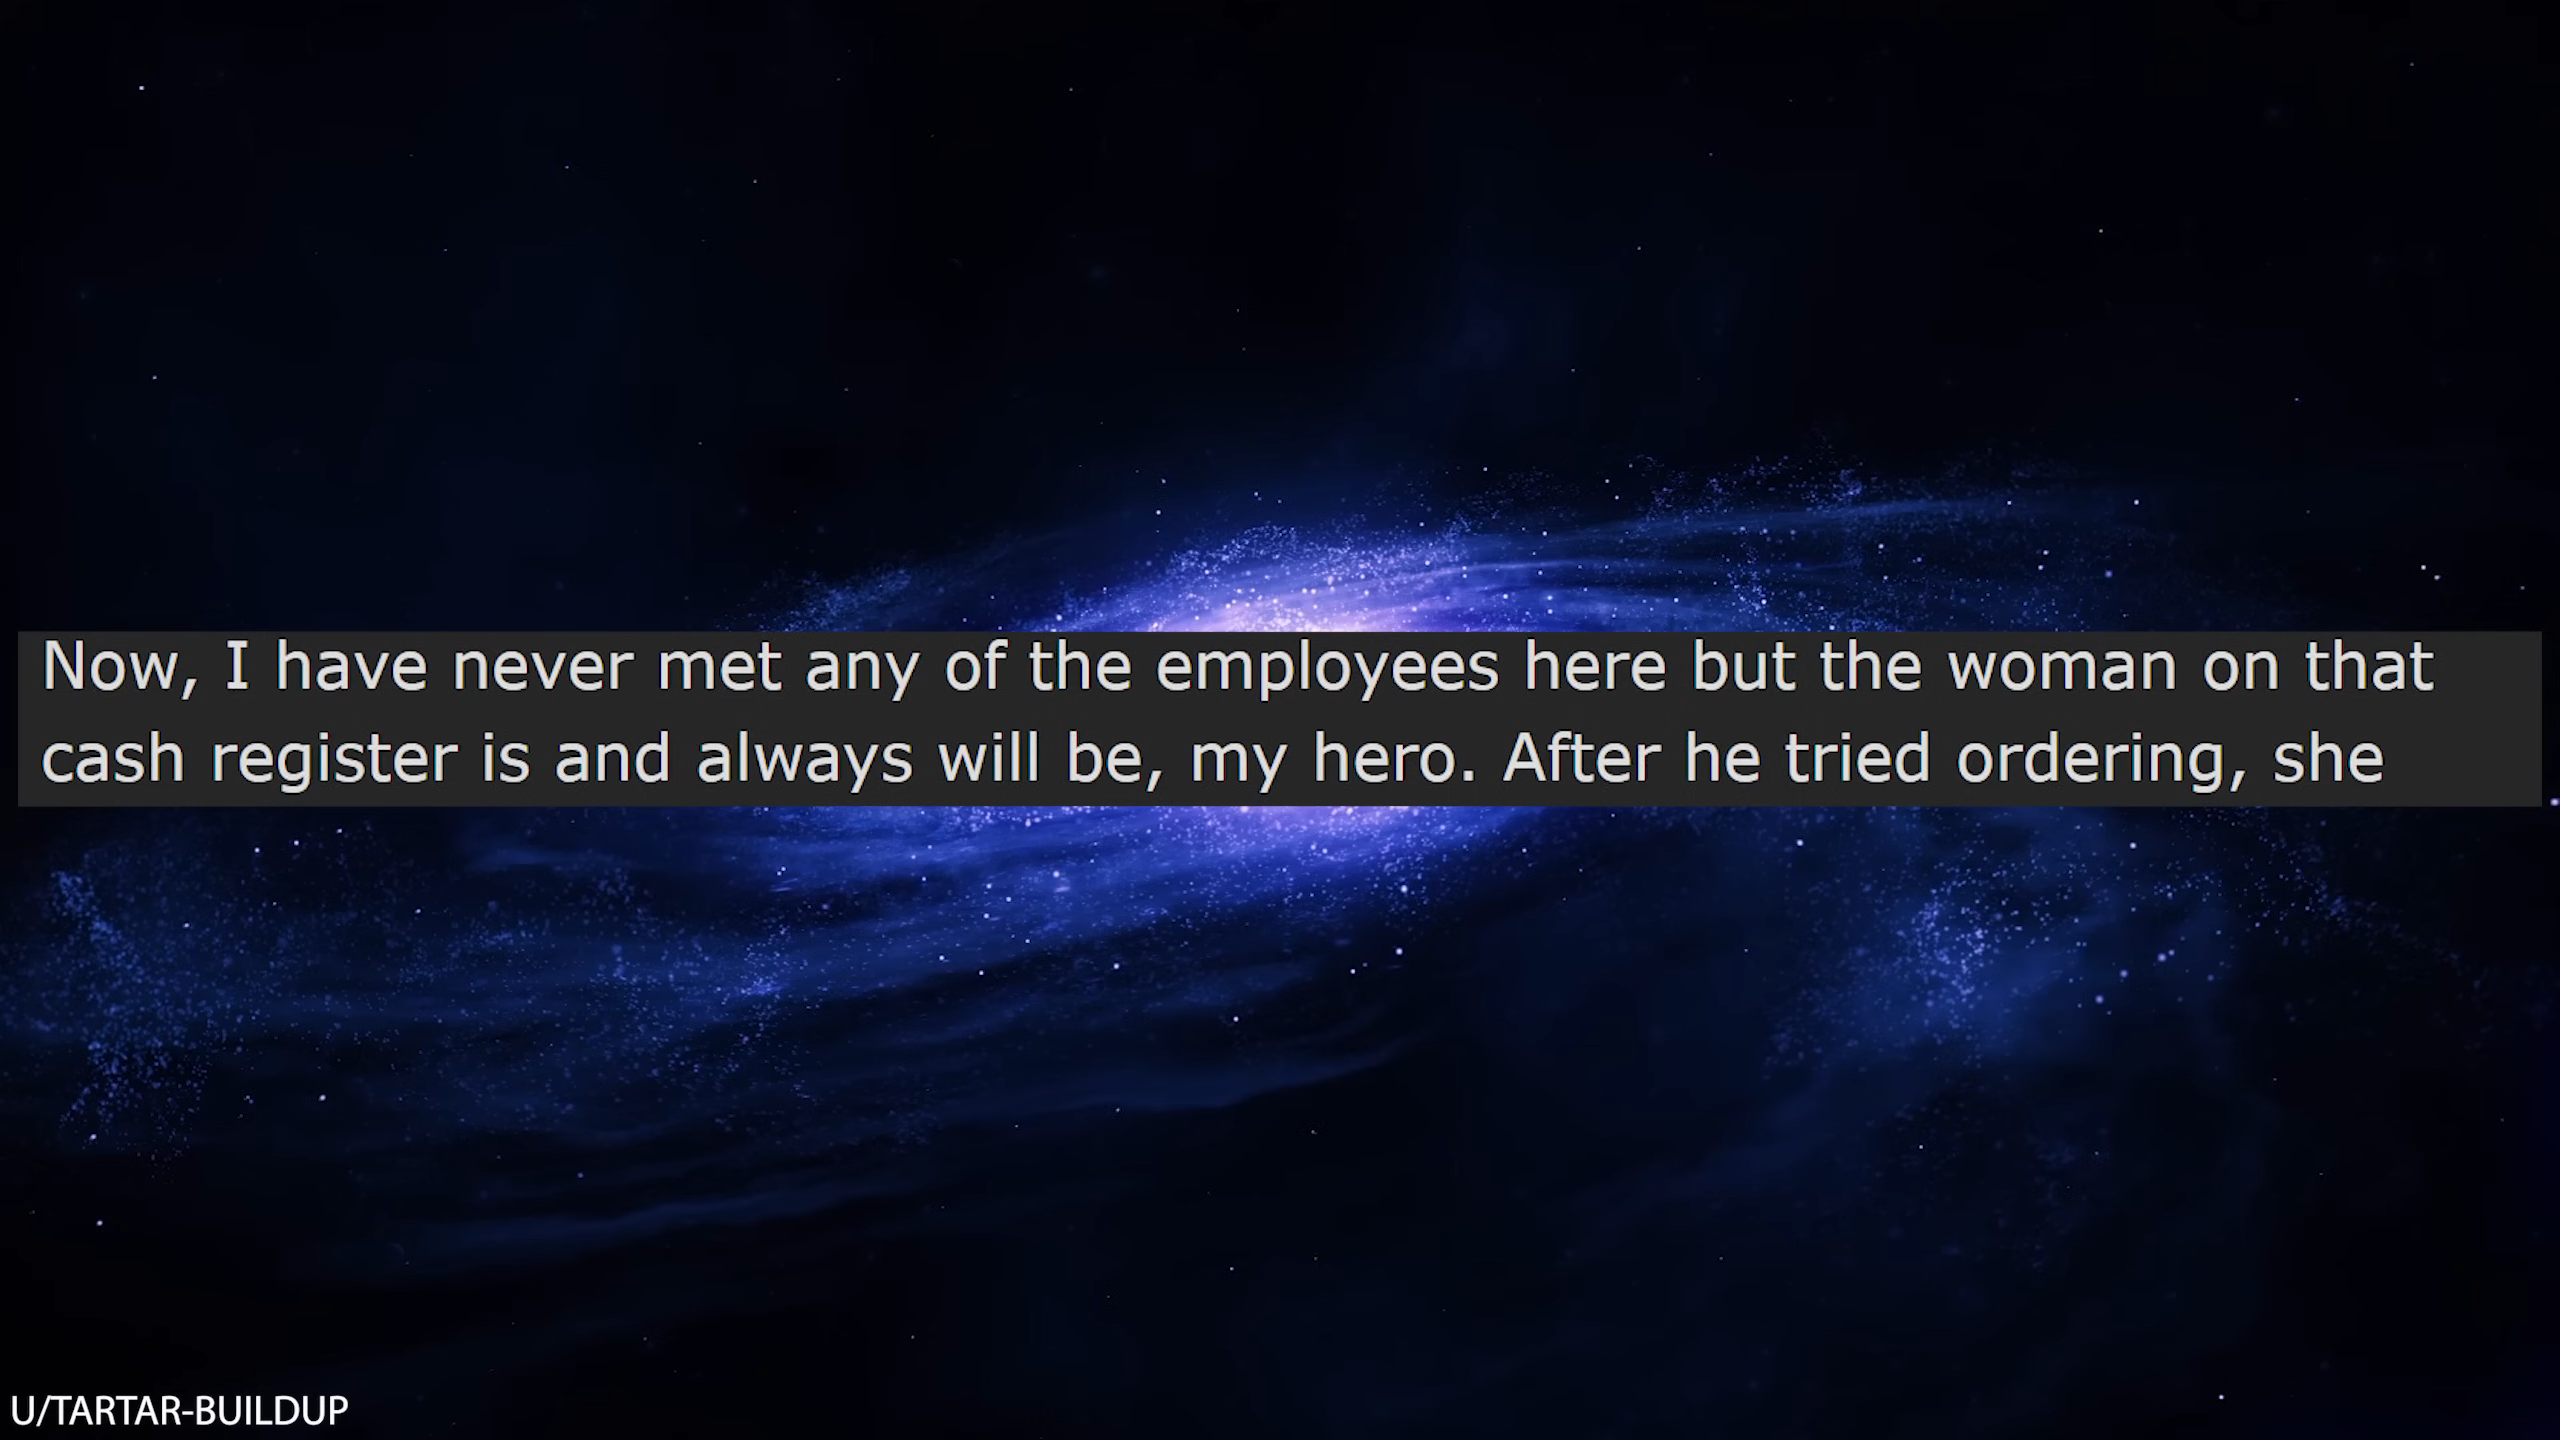 Now, I have never met any of the employees here but the woman on that
cash register is and always will be, my hero. After he tried ordering, she
U/TARTAR-BUILDUP